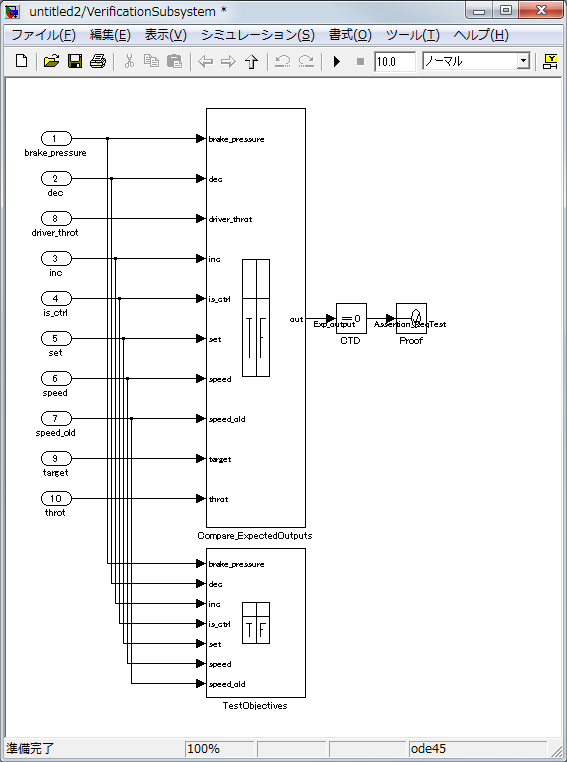 untitled2/VerificationSubsystem *
ファイル(F) 編集(E) 表示(V) シミュレーション(S) 書式(O) ツール(T) ヘルプ(H)
10.0 ノーマル
1
brake_pressure
2
dec
8
driver_throt
3
inc
4
is_ctrl
5
set
6
speed
7
speed_old
9
target
10
throt
brake_pressure
dec
driver_throt
inc
is_ctrl
set
speed
speed_old
target
throt
T F
out
Compare_ExpectedOutputs
Exp_output
==0
CTD
Assertion_ReqTest
Proof
brake_pressure
dec
inc
is_ctrl
set
speed
speed_old
T F
TestObjectives
準備完了 100% ode45